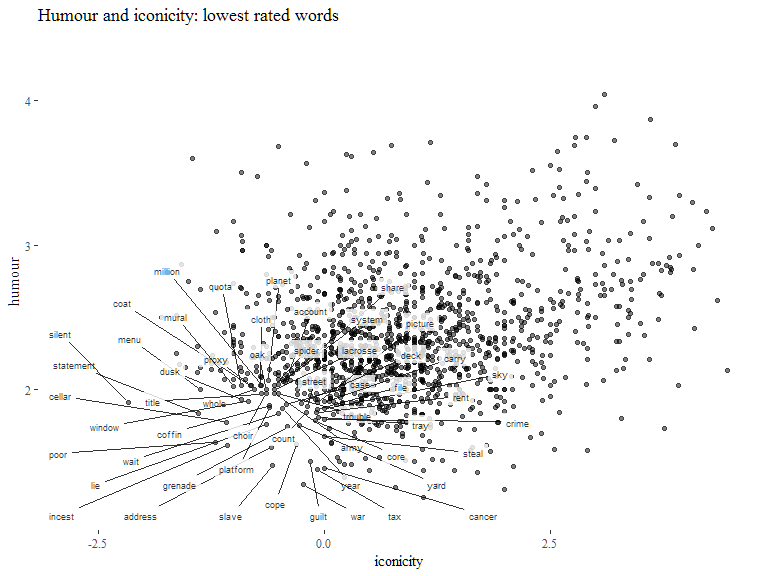 Humour and iconicity: lowest rated words
4
3
2
humour
million
quota
planet
share
coat
mural
cloth
account
system
picture
silent
menu
statement
proxy
oak
spider
lacrosse
deck
carry
dusk
street
case
file
sky
cellar
title
whole
rent
window
trouble
tray
crime
coffin
choir
count
poor
wait
platform
army
core
steal
lie
grenade
year
yard
cope
incest
address
slave
guilt
war
tax
cancer
-2.5
0.0
2.5
iconicity